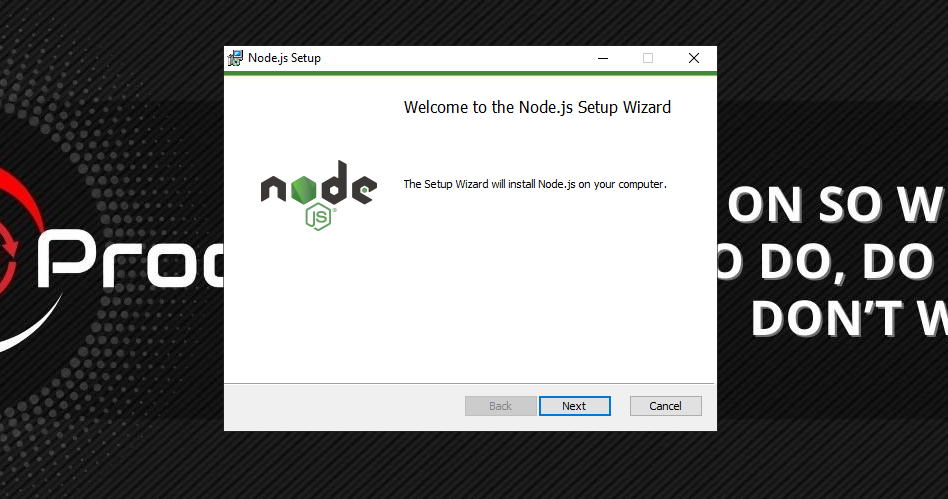 Node.js Setup
Welcome to the Node.js Setup Wizard
node
JS
The Setup Wizard will install Node.js on your computer.
ON SO W
O DO, DO
DON'T W
Proc
Back
Next
Cancel